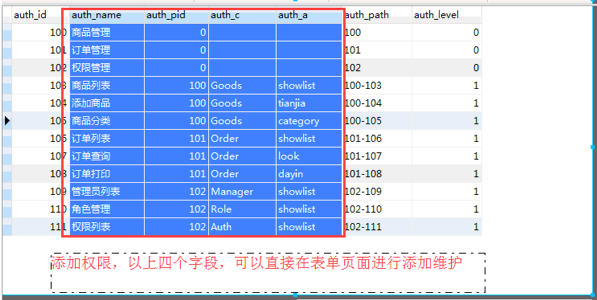 auth_id auth_name auth_pid auth_c auth_a auth_path auth_level
100 商品管理 0 100 0
101 订单管理 0 101 0
102 权限管理 0 102 0
103 商品列表 100 Goods showlist 100-103 1
104 添加商品 100 Goods tianjia 100-104 1
105 商品分类 100 Goods category 100-105 1
106 订单列表 101 Order showlist 101-106 1
107 订单查询 101 Order look 101-107 1
108 订单打印 101 Order dayin 101-108 1
109 管理员列表 102 Manager showlist 102-109 1
110 角色管理 102 Role showlist 102-110 1
111 权限列表 102 Auth showlist 102-111 1
添加权限，以上四个字段，可以直接在表单页面进行添加维护